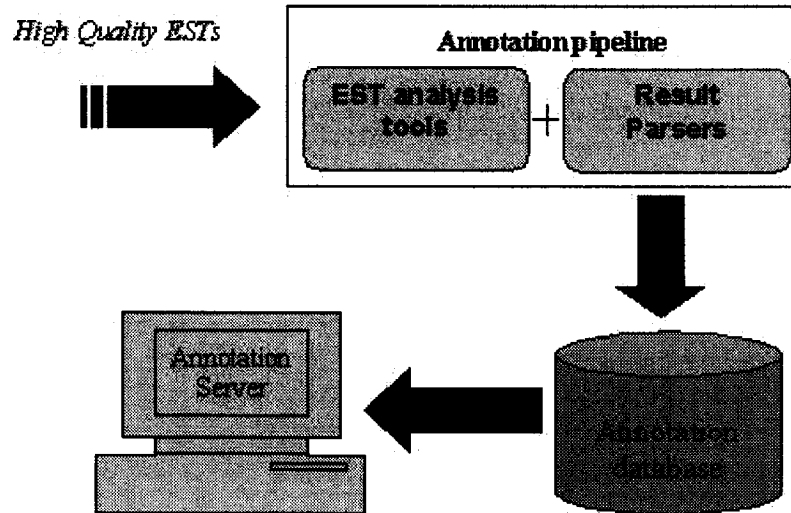 High Quality ESTs
Annotation pipeline
EST analysis
tools
+
Result
Parsers
Annotation
Server
Annotation
database